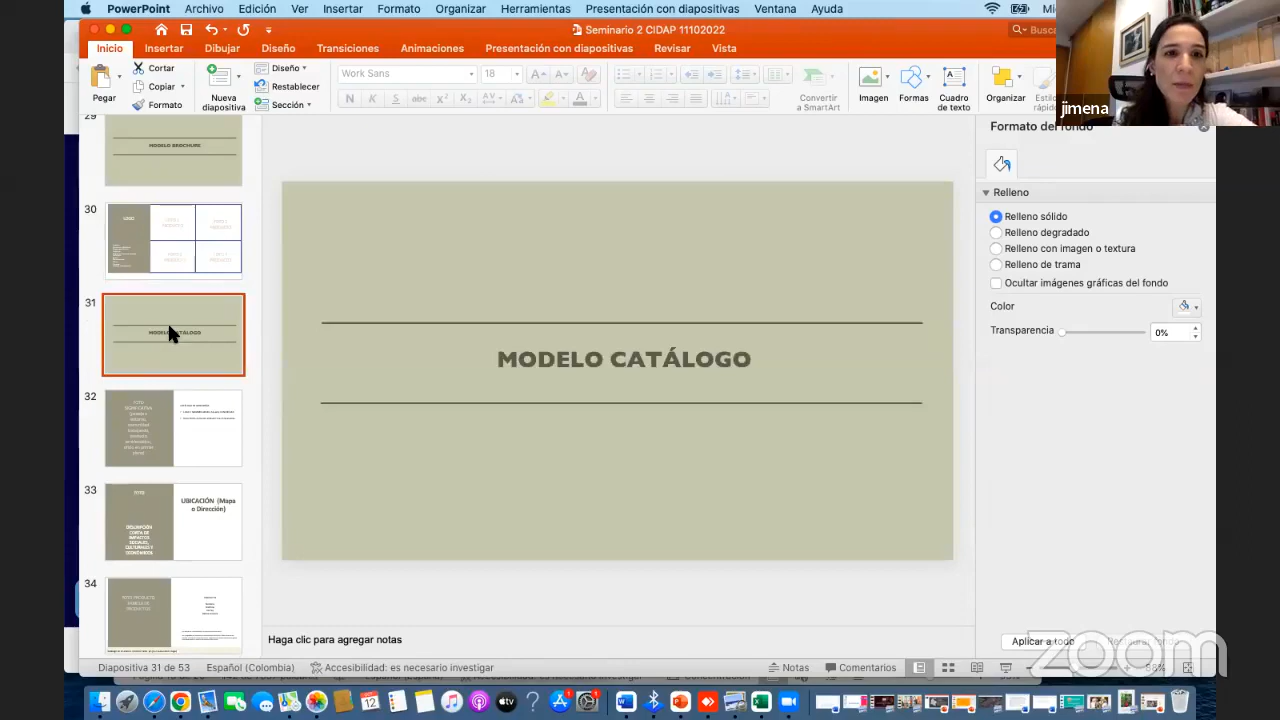 PowerPoint Archivo Edición Ver Insertar Formato Organizar Herramientas Presentación con diapositivas Ventana Ayuda
Seminario 2 CIDAP 11102022
Inicio Insertar Dibujar Diseño Transiciones Animaciones Presentación con diapositivas Revisar Vista
Pegar
Cortar
Copiar
Formato
Nueva
diapositiva
Diseño
Restablecer
Sección
Work Sans 18
Convertir
a SmartArt
Imagen
Formas
Cuadro
de texto
Organizar
jimena
Formato del fondo
Relleno
Relleno sólido
Relleno degradado
Relleno con imagen o textura
Relleno de trama
Ocultar imágenes gráficas del fondo
Color
Transparencia 0%
Aplicar a todo
29
MODELO BROCHURE
30
31
32
33
UBICACIÓN (Mapa
o Dirección)
34
MODELO CATÁLOGO
Haga clic para agregar notas
Diapositiva 31 de 53 Español (Colombia) Accesibilidad: es necesario investigar Notas Comentarios
zoom